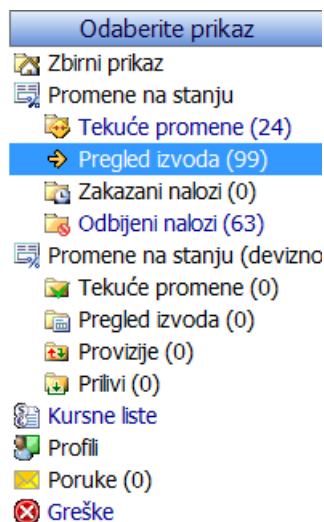 Odaberite prikaz
Zbirni prikaz
Promene na stanju
Tekuće promene (24)
Pregled izvoda (99)
Zakazani nalozi (0)
Odbijeni nalozi (63)
Promene na stanju (devizno
Tekuće promene (0)
Pregled izvoda (0)
Provizije (0)
Prilivi (0)
Kursne liste
Profili
Poruke (0)
Greške